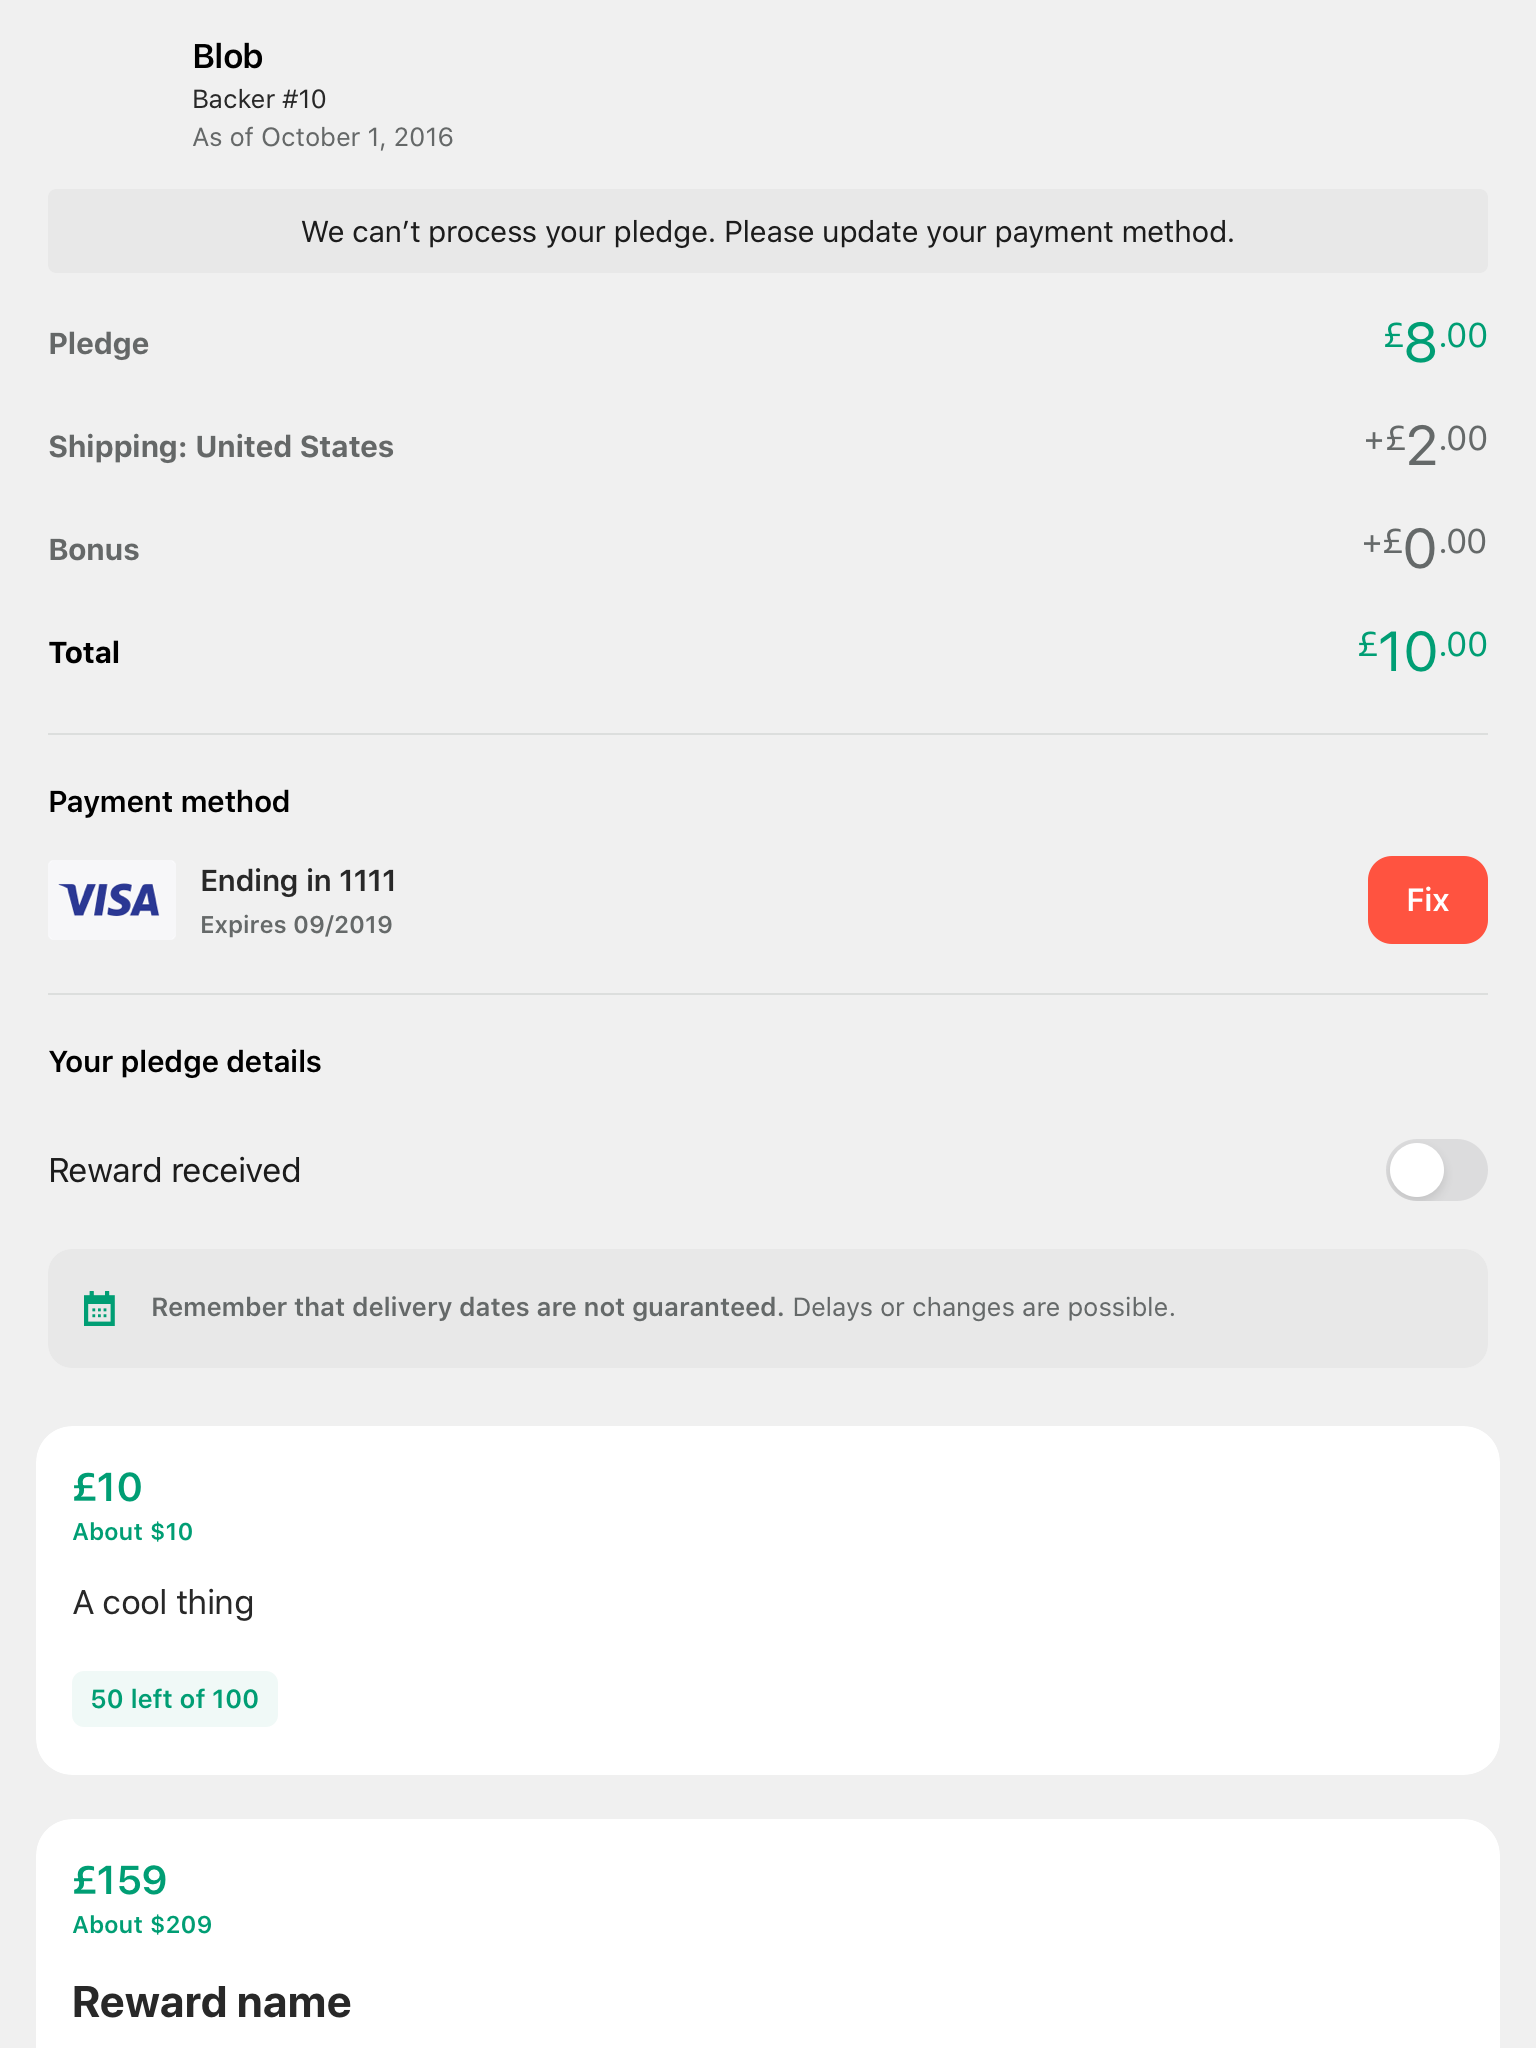 Blob
Backer #10
As of October 1, 2016
We can’t process your pledge. Please update your payment method.
Pledge £8.00
Shipping: United States +£2.00
Bonus +£0.00
Total £10.00
Payment method
VISA
Ending in 1111
Expires 09/2019
Fix
Your pledge details
Reward received
Remember that delivery dates are not guaranteed. Delays or changes are possible.
£10
About $10
A cool thing
50 left of 100
£159
About $209
Reward name